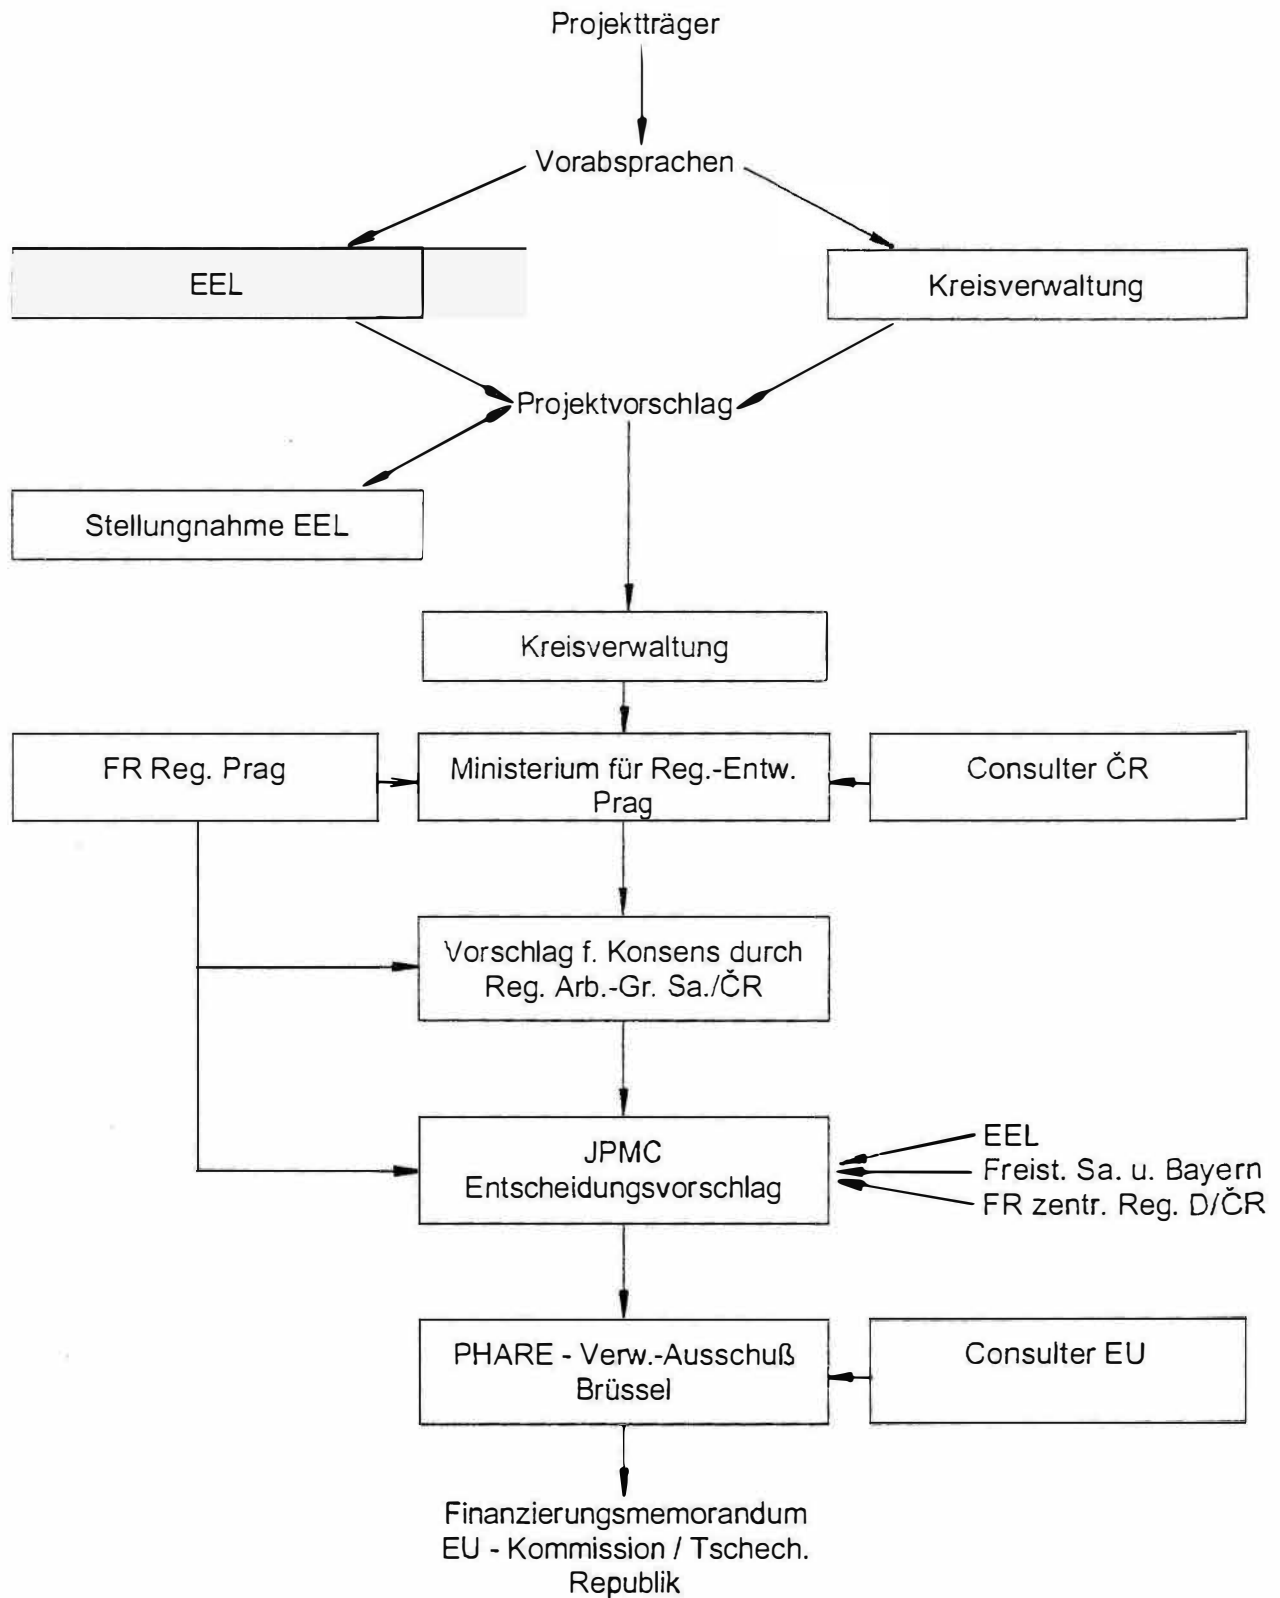 Projektträger
Vorabsprachen
EEL
Kreisverwaltung
Projektvorschlag
Stellungnahme EEL
Kreisverwaltung
FR Reg. Prag
Ministerium für Reg.-Entw.
Prag
Consulter ČR
Vorschlag f. Konsens durch
Reg. Arb.-Gr. Sa./ČR
JPMC
Entscheidungsvorschlag
EEL
Freist. Sa. u. Bayern
FR zentr. Reg. D/ČR
PHARE - Verw.-Ausschuß
Brüssel
Consulter EU
Finanzierungsmemorandum
EU - Kommission / Tschech.
Republik